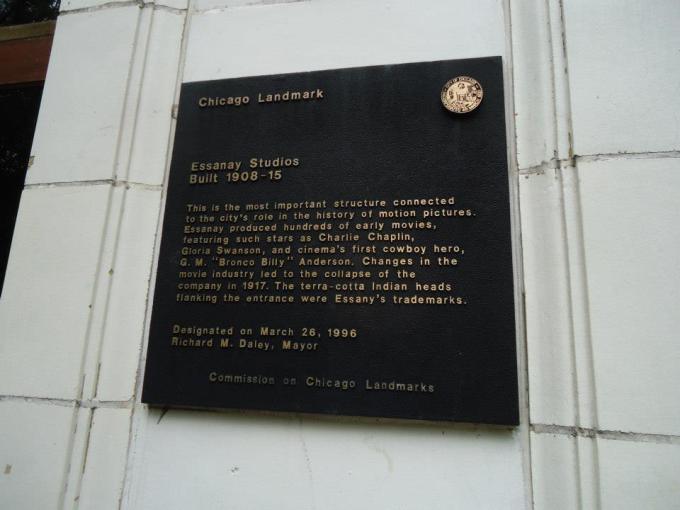 Chicago Landmark
Essanay Studios
Built 1908-15
This is the most important structure connected
to the city's role in the history of motion pictures.
Essanay produced hundreds of early movies,
featuring such stars as Charlie Chaplin,
Gloria Swanson, and cinema's first cowboy hero,
G. M. "Bronco Billy" Anderson. Changes in the
movie industry led to the collapse of the
company in 1917. The terra-cotta Indian heads
flanking the entrance were Essany's trademarks.
Designated on March 26, 1996
Richard M. Daley, Mayor
Commission on Chicago Landmarks